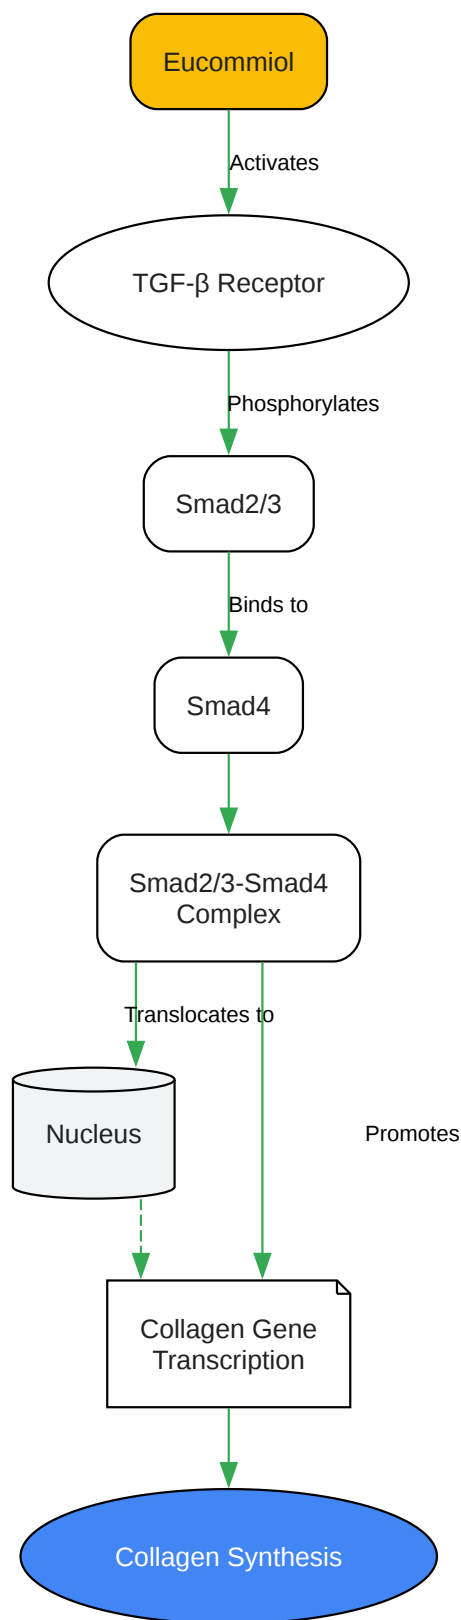 Eucommiol
Activates
TGF-β Receptor
Phosphorylates
Smad2/3
Binds to
Smad4
Smad2/3-Smad4
Complex
Translocates to
Nucleus
Promotes
Collagen Gene
Transcription
Collagen Synthesis